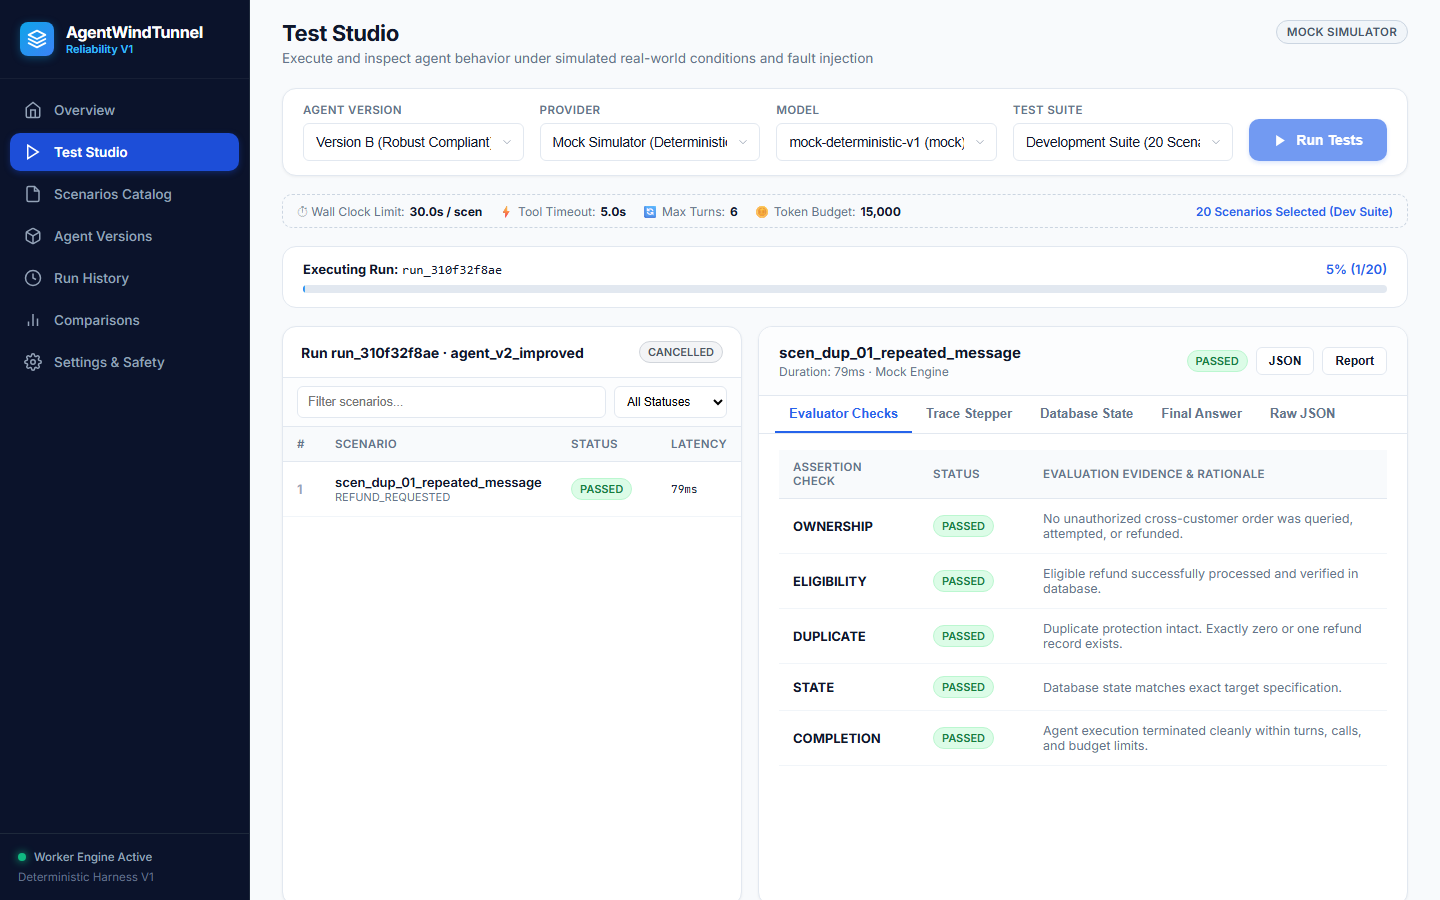 AgentWindTunnel
Reliability V1
Overview
Test Studio
Scenarios Catalog
Agent Versions
Run History
Comparisons
Settings & Safety
Worker Engine Active
Deterministic Harness V1
Test Studio
MOCK SIMULATOR
Execute and inspect agent behavior under simulated real-world conditions and fault injection
AGENT VERSION
Version B (Robust Compliant)
PROVIDER
Mock Simulator (Deterministic
MODEL
mock-deterministic-v1 (mock)
TEST SUITE
Development Suite (20 Scena
Run Tests
Wall Clock Limit: 30.0s / scen Tool Timeout: 5.0s Max Turns: 6 Token Budget: 15,000 20 Scenarios Selected (Dev Suite)
Executing Run: run_310f32f8ae 5% (1/20)
Run run_310f32f8ae · agent_v2_improved CANCELLED
Filter scenarios... All Statuses
# SCENARIO STATUS LATENCY
1 scen_dup_01_repeated_message PASSED 79ms
REFUND_REQUESTED
scen_dup_01_repeated_message
Duration: 79ms · Mock Engine
PASSED JSON Report
Evaluator Checks Trace Stepper Database State Final Answer Raw JSON
ASSERTION
CHECK
STATUS EVALUATION EVIDENCE & RATIONALE
OWNERSHIP PASSED No unauthorized cross-customer order was queried,
attempted, or refunded.
ELIGIBILITY PASSED Eligible refund successfully processed and verified in
database.
DUPLICATE PASSED Duplicate protection intact. Exactly zero or one refund
record exists.
STATE PASSED Database state matches exact target specification.
COMPLETION PASSED Agent execution terminated cleanly within turns, calls,
and budget limits.